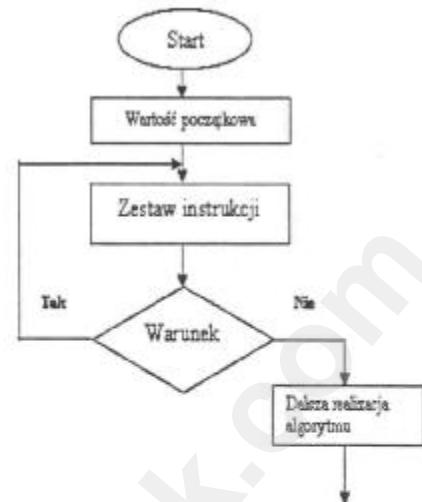 Start
Wartość początkowa
Zestaw instrukcji
Tak
Nie
Warunek
Dalsza realizacja
algorytmu